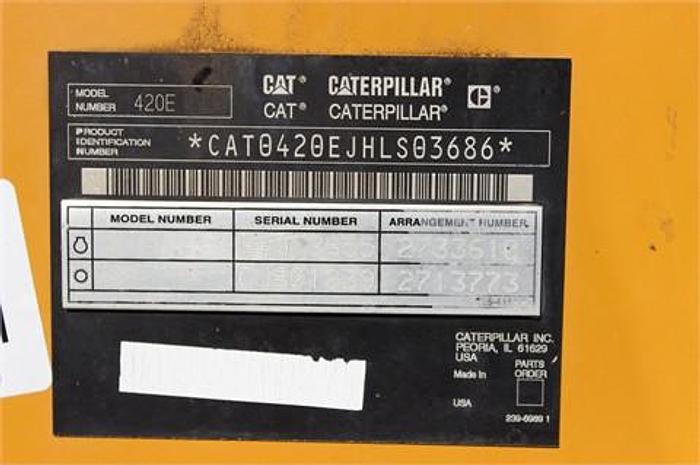 MODEL NUMBER 420E
CAT® CATERPILLAR® C
CAT® CATERPILLAR®
PRODUCT IDENTIFICATION NUMBER *CAT0420EJHLS03686*
MODEL NUMBER SERIAL NUMBER ARRANGEMENT NUMBER
2713773
CATERPILLAR INC.
PEORIA, IL 61629
USA
Made In
PARTS ORDER
USA
239-6969 1